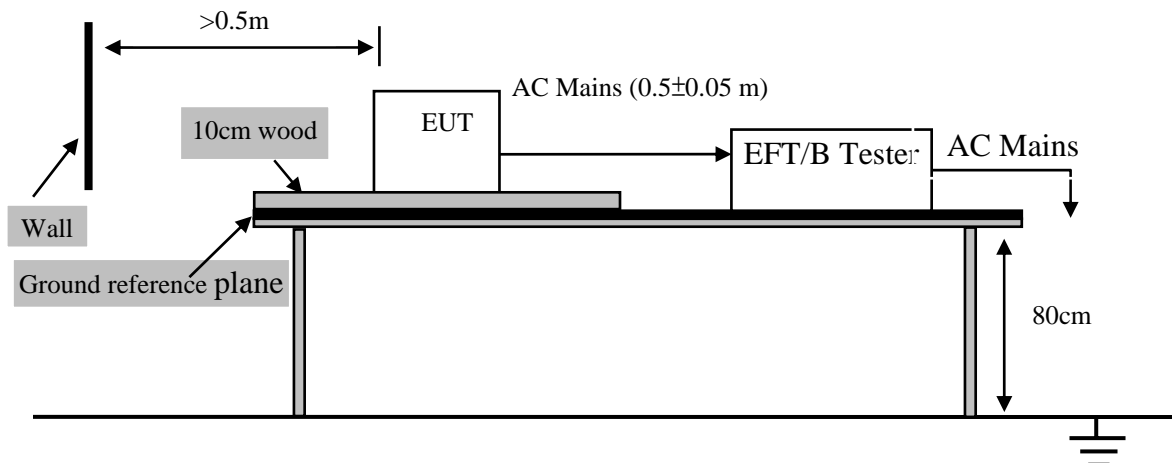 >0.5m
AC Mains (0.5±0.05 m)
EUT
10cm wood
EFT/B Tester
AC Mains
Wall
Ground reference plane
80cm